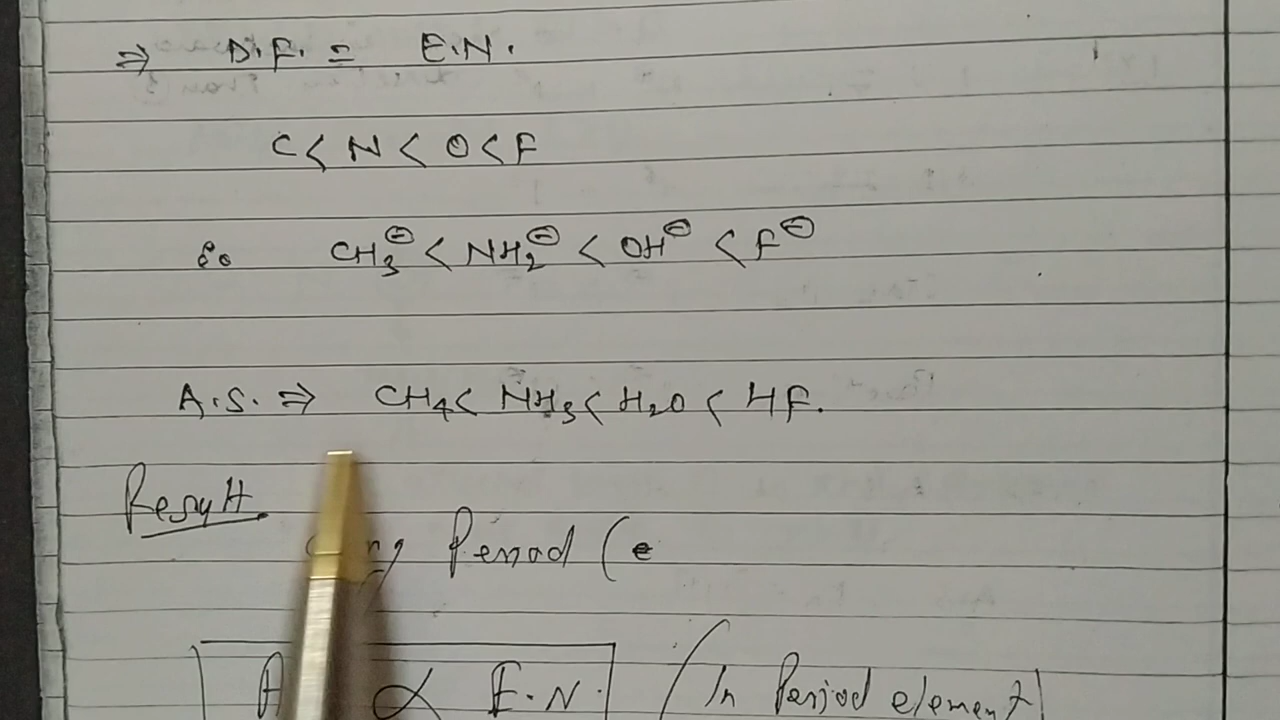 ⇒ D.F. = E.N.
C < N < O < F
So CH₃⊖ < NH₂⊖ < OH⊖ < F⊖
A.S. ⇒ CH₄ < NH₃ < H₂O < HF.
Result
Period (e
∝ E.N. (In Period element)